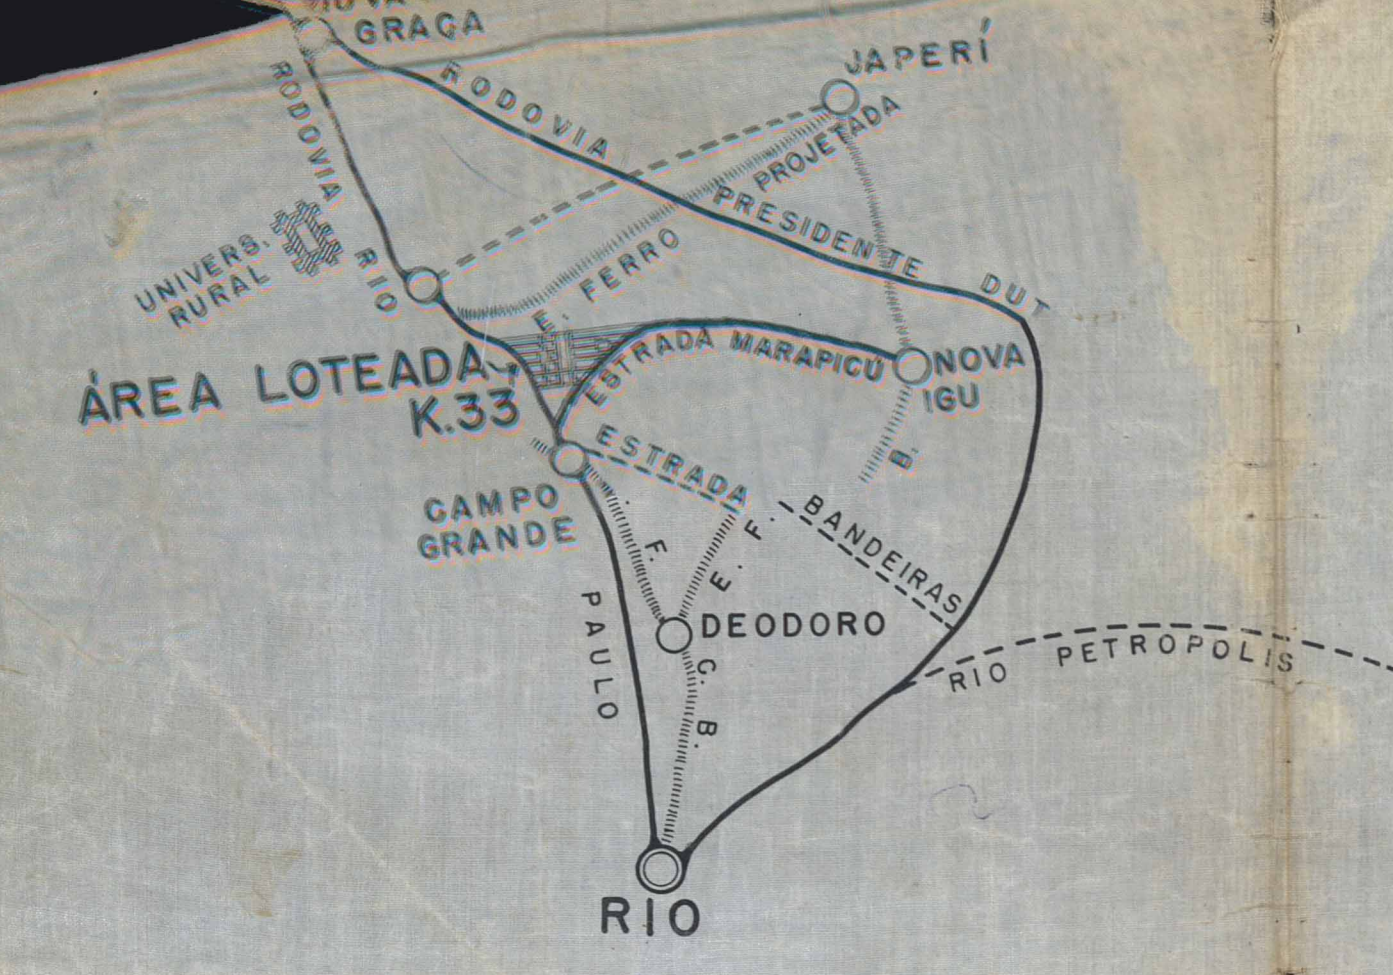 GRAÇA
JAPERÍ
RODOVIA PRESIDENTE DUT
RODOVIA RIO PAULO
E. FERRO PROJETADA
UNIVERS.
RURAL
ÁREA LOTEADA
K.33
ESTRADA MARAPICÚ
NOVA
IGU
B.
CAMPO
GRANDE
ESTRADA BANDEIRAS
F.
E. F.
DEODORO
C. B.
RIO PETROPOLIS
RIO